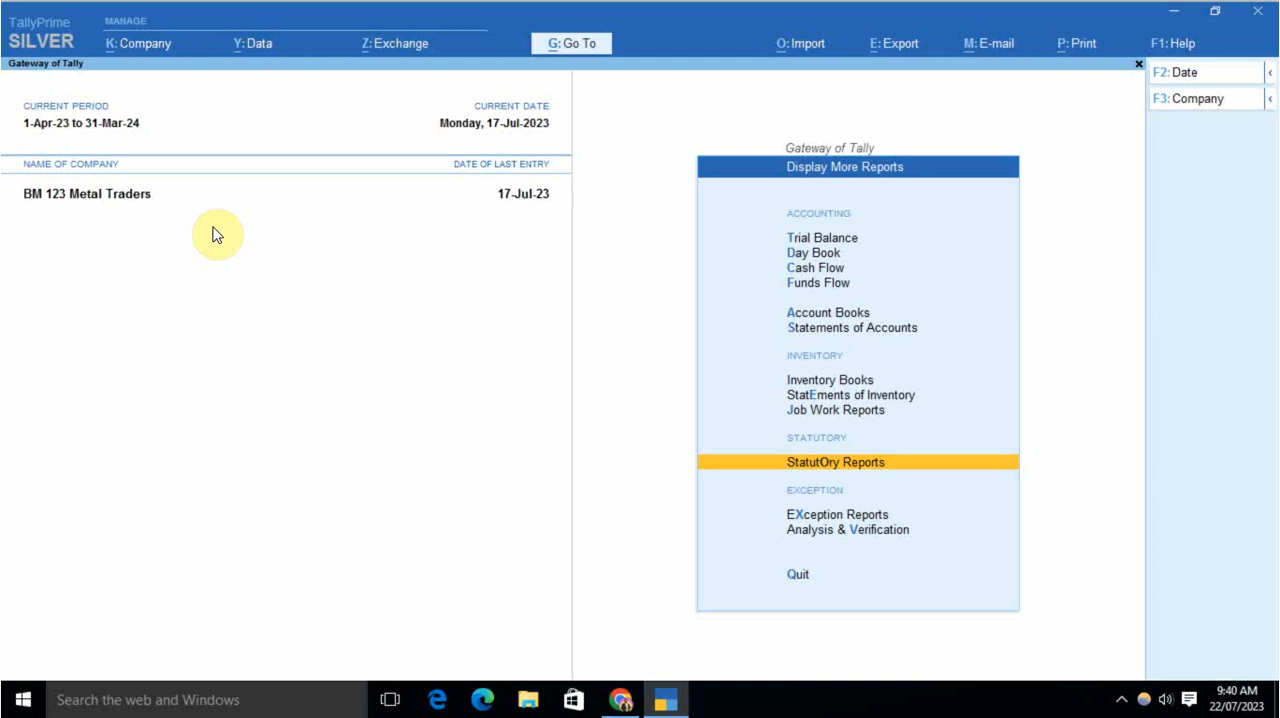 TallyPrime
SILVER
MANAGE
K: Company
Y: Data
Z: Exchange
G: Go To
O: Import
E: Export
M: E-mail
P: Print
F1: Help
Gateway of Tally
F2: Date
F3: Company
CURRENT PERIOD
CURRENT DATE
1-Apr-23 to 31-Mar-24
Monday, 17-Jul-2023
NAME OF COMPANY
DATE OF LAST ENTRY
BM 123 Metal Traders
17-Jul-23
Gateway of Tally
Display More Reports
ACCOUNTING
Trial Balance
Day Book
Cash Flow
Funds Flow
Account Books
Statements of Accounts
INVENTORY
Inventory Books
StatEments of Inventory
Job Work Reports
STATUTORY
StatutOry Reports
EXCEPTION
EXception Reports
Analysis & Verification
Quit
Search the web and Windows
9:40 AM
22/07/2023